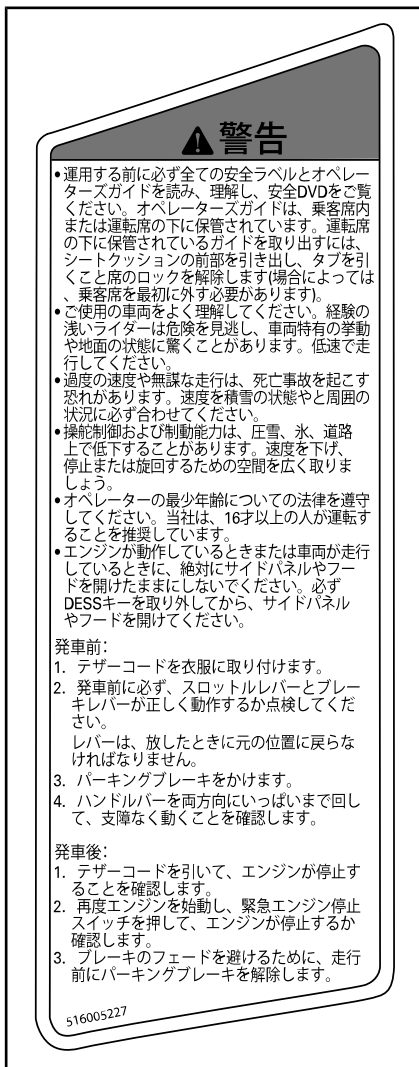 警告
•運用する前に必ず全ての安全ラベルとオペレー
ターズガイドを読み、理解し、安全DVDをご覧
ください。オペレーターズガイドは、乗客席内
または運転席の下に保管されています。運転席
の下に保管されているガイドを取り出すには、
シートクッションの前部を引き出し、タブを引
くこと席のロックを解除します(場合によっては
、乗客席を最初に外す必要があります)。
•ご使用の車両をよく理解してください。経験の
浅いライダーは危険を見逃し、車両特有の挙動
や地面の状態に驚くことがあります。低速で走
行してください。
•過度の速度や無謀な走行は、死亡事故を起こす
恐れがあります。速度を積雪の状態やと周囲の
状況に必ず合わせてください。
•操舵制御および制動能力は、圧雪、氷、道路
上で低下することがあります。速度を下げ、
停止または旋回するための空間を広く取りま
しょう。
•オペレーターの最少年齢についての法律を遵守
してください。当社は、16才以上の人が運転す
ることを推奨しています。
•エンジンが動作しているときまたは車両が走行
しているときに、絶対にサイドパネルやフー
ドを開けたままにしないでください。必ず
DESSキーを取り外してから、サイドパネル
やフードを開けてください。
発車前:
1. テザーコードを衣服に取り付けます。
2. 発車前に必ず、スロットルレバーとブレー
キレバーが正しく動作するか点検してくだ
さい。
レバーは、放したときに元の位置に戻らな
ければなりません。
3. パーキングブレーキをかけます。
4. ハンドルバーを両方向にいっぱいまで回し
て、支障なく動くことを確認します。
発車後:
1. テザーコードを引いて、エンジンが停止す
ることを確認します。
2. 再度エンジンを始動し、緊急エンジン停止
スイッチを押して、エンジンが停止するか
確認します。
3. ブレーキのフェードを避けるために、走行
前にパーキングブレーキを解除します。
516005227